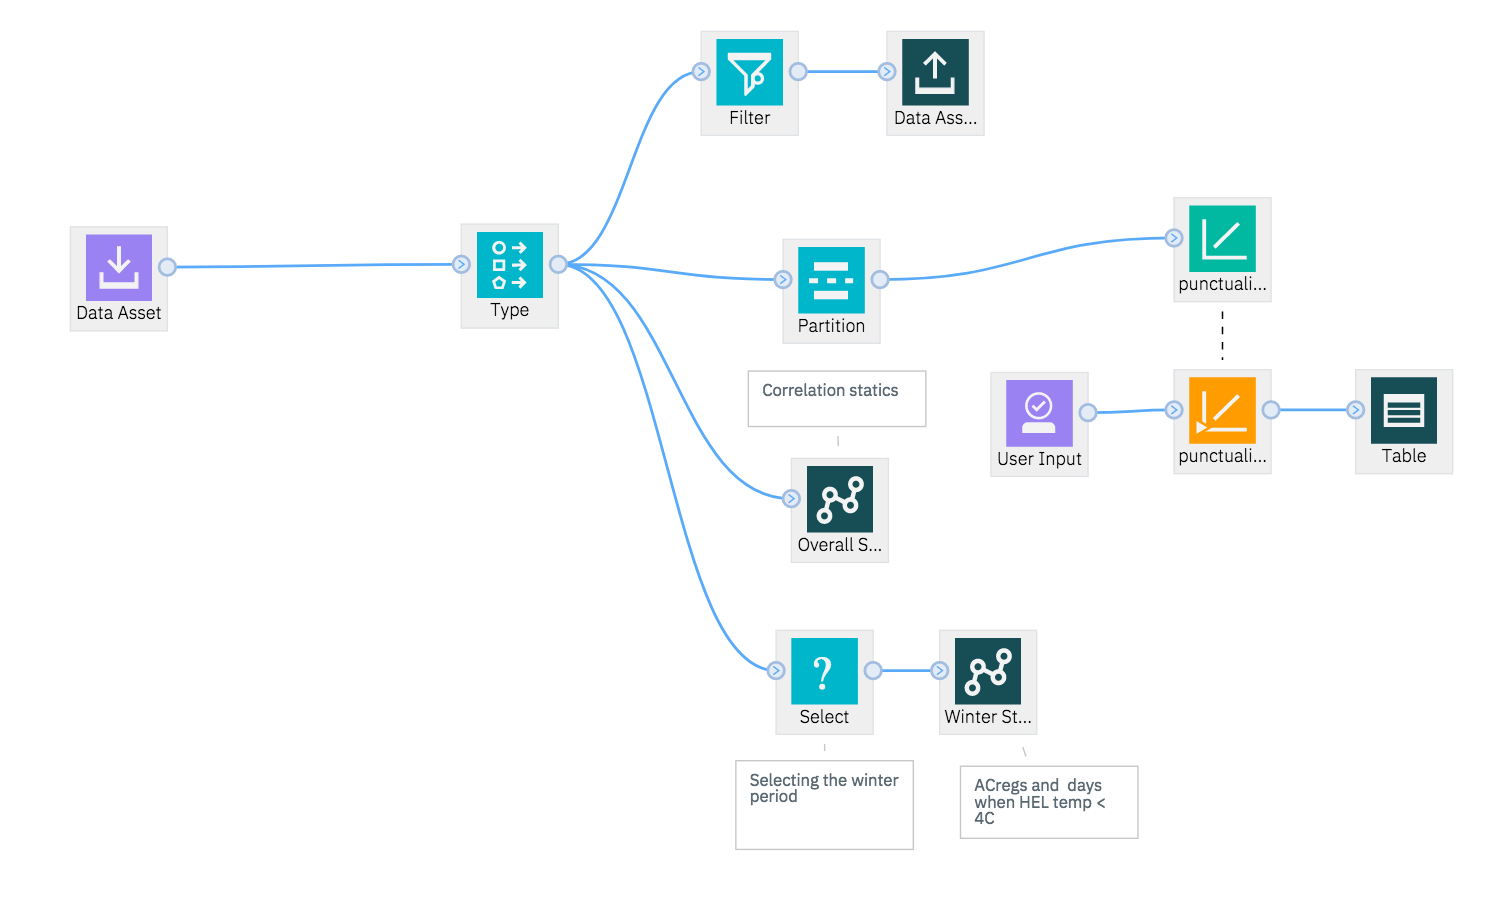 Filter
Data Ass...
Data Asset
Type
Partition
punctuali...
Correlation statics
User Input
punctuali...
Table
Overall S...
?
Select
Winter St...
Selecting the winter
period
ACregs and days
when HEL temp <
4C